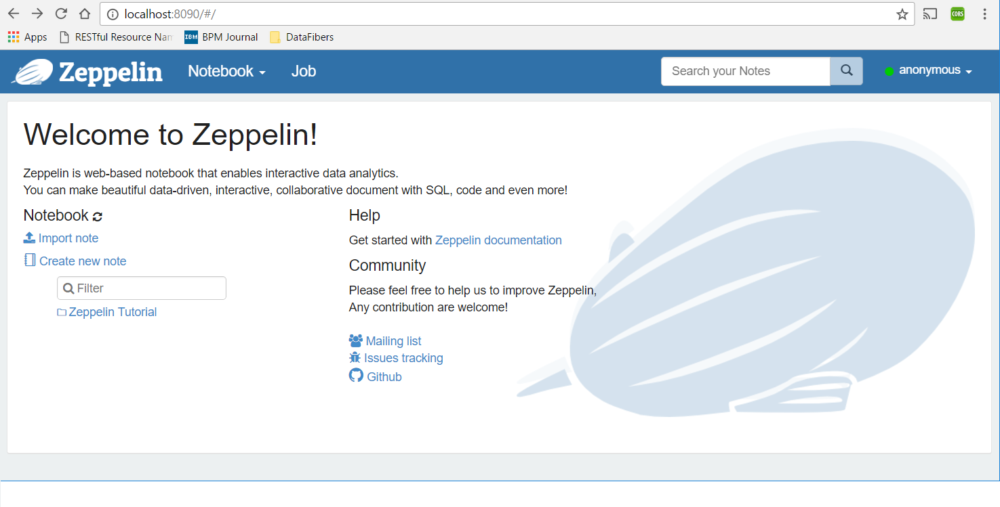 localhost:8090/#/
CORS
Apps RESTful Resource Nam IBM BPM Journal DataFibers
Zeppelin Notebook Job Search your Notes anonymous
Welcome to Zeppelin!
Zeppelin is web-based notebook that enables interactive data analytics.
You can make beautiful data-driven, interactive, collaborative document with SQL, code and even more!
Notebook
Import note
Create new note
Filter
Zeppelin Tutorial
Help
Get started with Zeppelin documentation
Community
Please feel free to help us to improve Zeppelin,
Any contribution are welcome!
Mailing list
Issues tracking
Github